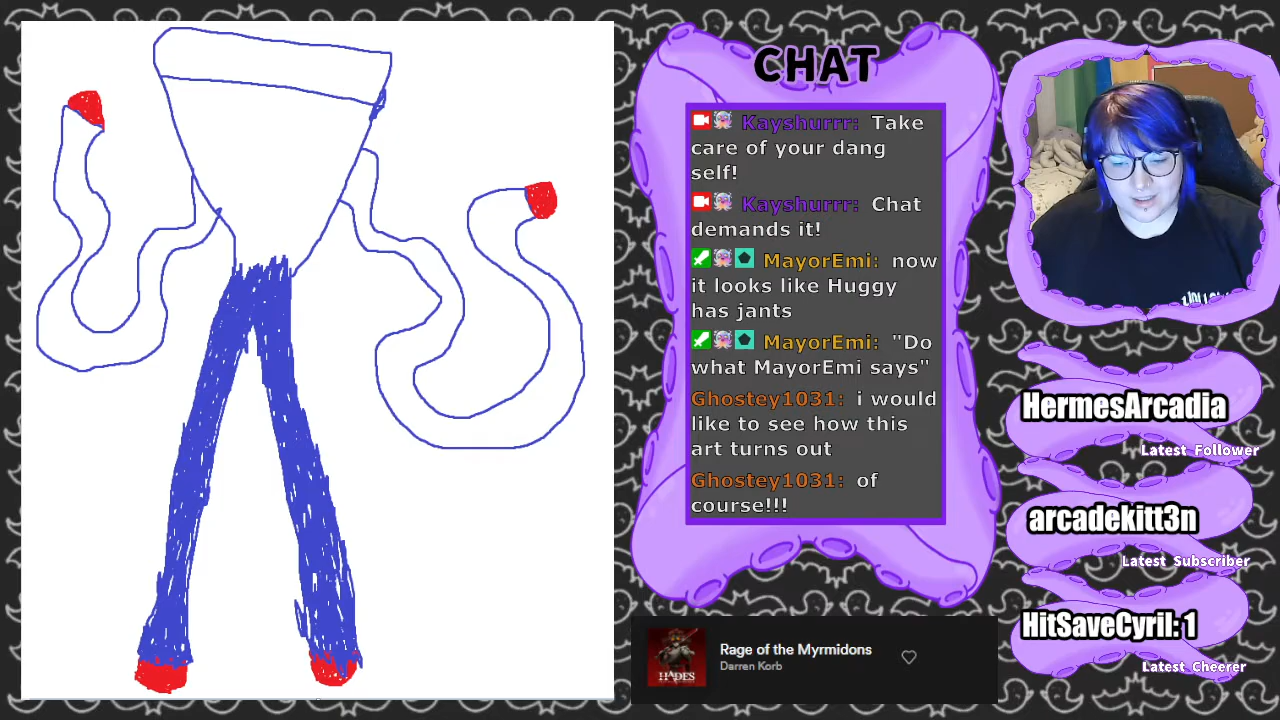 CHAT
Kayshurrr: Take
care of your dang
self!
Kayshurrr: Chat
demands it!
MayorEmi: now
it looks like Huggy
has jants
MayorEmi: "Do
what MayorEmi says"
Ghostey1031: i would
like to see how this
art turns out
Ghostey1031: of
course!!!
HermesArcadia
Latest Follower
arcadekitt3n
Latest Subscriber
HitSaveCyril: 1
Latest Cheerer
Rage of the Myrmidons
Darren Korb
HADES